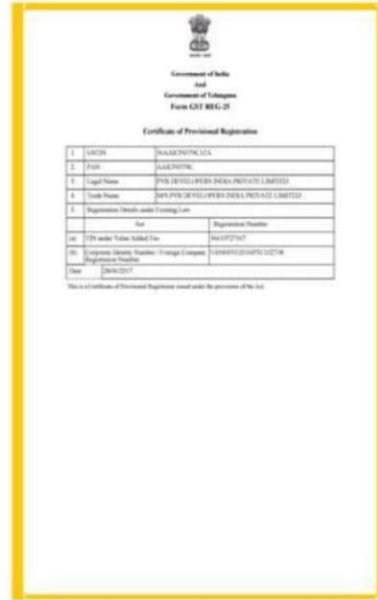 Government of India
And
Government of Telangana
Form GST REG-25
Certificate of Provisional Registration
1. GSTIN
2. PAN
3. Legal Name PVR DEVELOPERS INDIA PRIVATE LIMITED
4. Trade Name M/S PVR DEVELOPERS INDIA PRIVATE LIMITED
5. Registration Details under Existing Law
Act Registration Number
(a) TIN under Value Added Tax
(b) Corporate Identity Number / Foreign Company
Registration Number
Date 28/06/2017
This is a Certificate of Provisional Registration issued under the provisions of the Act.